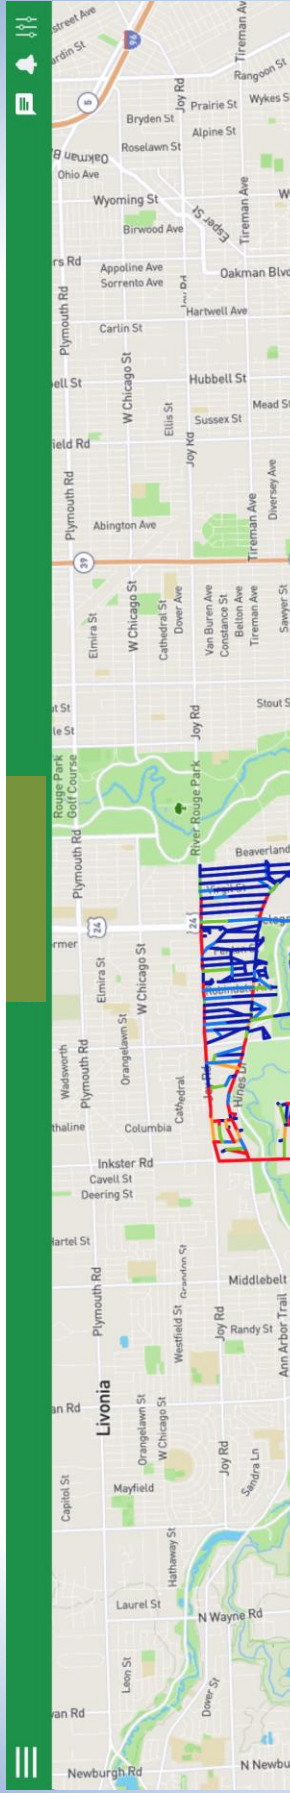 ardin St
96
Tireman Av
Rangoon St
5
Joy Rd
Prairie St
Wykes S
Bryden St
Alpine St
Roselawn St
Oakman B
Ohio Ave
Wyoming St
Esper St
Tireman Ave
W
Birwood Ave
rs Rd
Appoline Ave
Oakman Blvd
Sorrento Ave
Plymouth Rd
Hartwell Ave
Carlin St
ell St
Hubbell St
W Chicago St
Mead St
Ellis St
Sussex St
ield Rd
Joy Rd
Plymouth Rd
Diversey Ave
Abington Ave
Tireman Ave
39
Elmira St
W Chicago St
Cathedral St
Dover Ave
Van Buren Ave
Constance St
Belton Ave
Tireman Ave
Sawyer St
Stout S
le St
Joy Rd
Rouge Park
Golf Course
River Rouge Park
Plymouth Rd
Beaverland
24
24
rmer
Elmira St
W Chicago St
Orangelawn St
Wadsworth
Plymouth Rd
Cathedral
Joy Rd
Hines Dr
thaline
Columbia
Inkster Rd
Cavell St
Deering St
Hartel St
Grandon St
Middlebelt
Plymouth Rd
Westfield St
Joy Rd
Randy St
Ann Arbor Trail
Livonia
an Rd
Orangelawn St
W Chicago St
Joy Rd
Sandra Ln
Capitol St
Mayfield
Hathaway St
Laurel St
N Wayne Rd
Leon St
Dover St
van Rd
Newburgh Rd
N Newbu